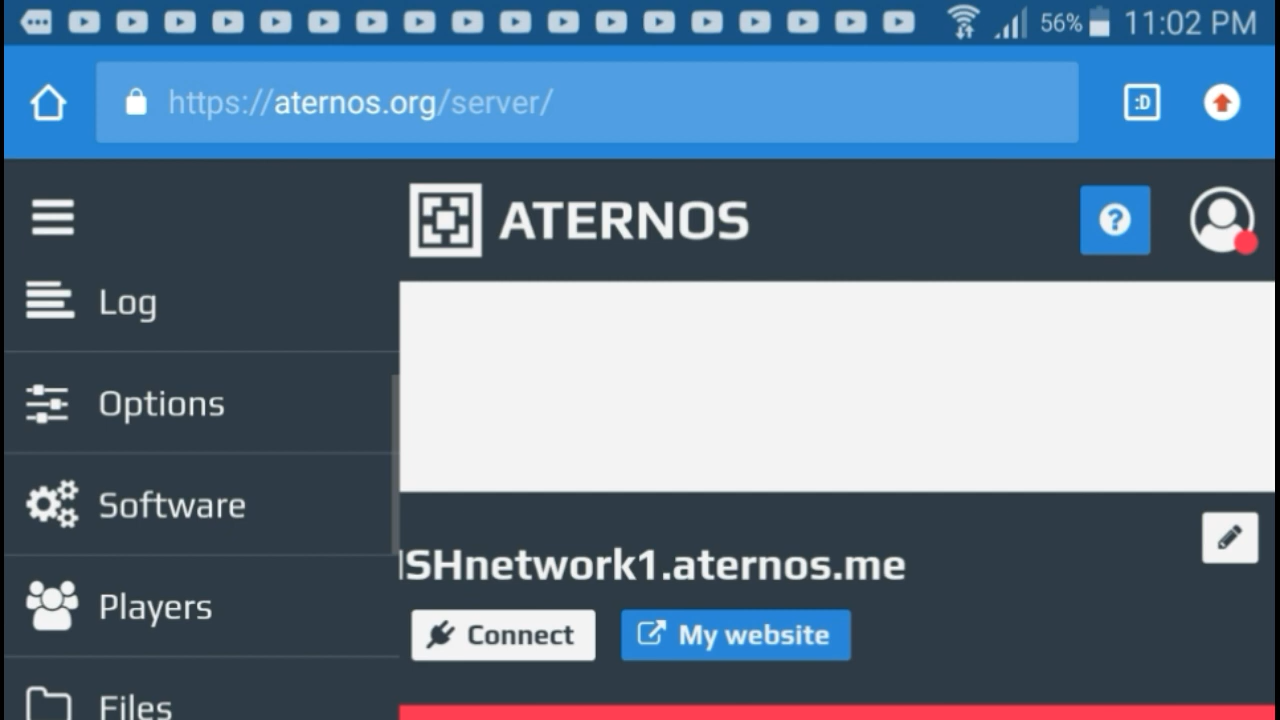 56% 11:02 PM
https://aternos.org/server/
:D
ATERNOS
?
Log
Options
Software
Players
Files
SHnetwork1.aternos.me
Connect
My website